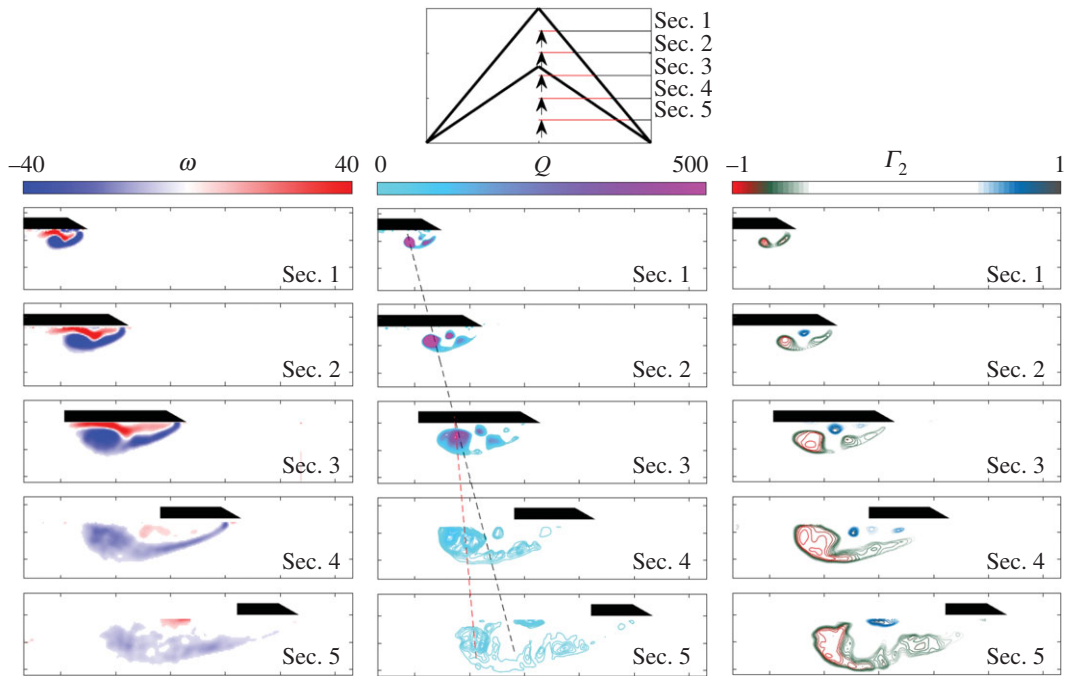 Sec. 1
Sec. 2
Sec. 3
Sec. 4
Sec. 5
–40 ω 40
0 Q 500
–1 Γ2 1
Sec. 1 Sec. 1 Sec. 1
Sec. 2 Sec. 2 Sec. 2
Sec. 3 Sec. 3 Sec. 3
Sec. 4 Sec. 4 Sec. 4
Sec. 5 Sec. 5 Sec. 5